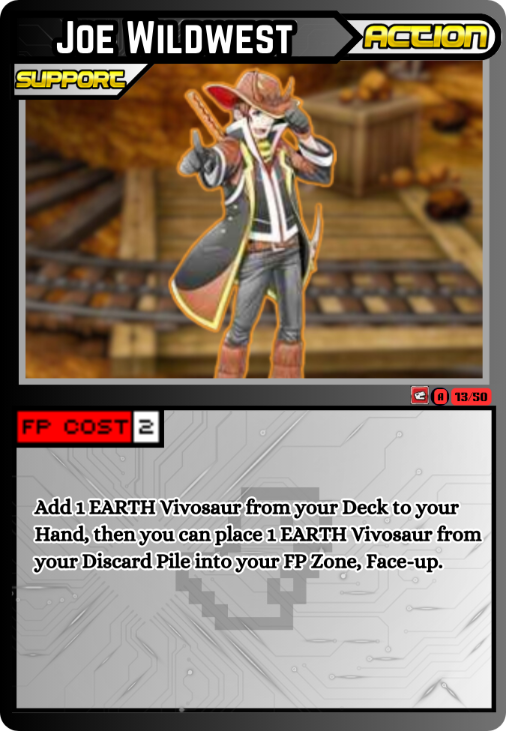 Joe Wildwest
ACTION
SUPPORT
A 13/50
FP COST 2
Add 1 EARTH Vivosaur from your Deck to your
Hand, then you can place 1 EARTH Vivosaur from
your Discard Pile into your FP Zone, Face-up.